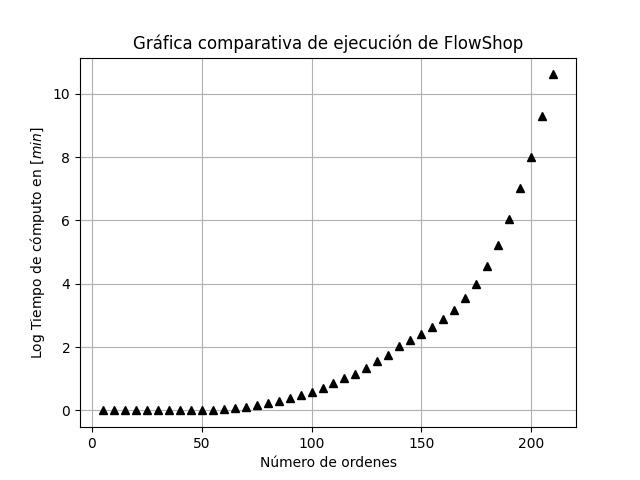 Gráfica comparativa de ejecución de FlowShop
10
8
6
4
2
0
Log Tiempo de cómputo en [min]
0 50 100 150 200
Número de ordenes